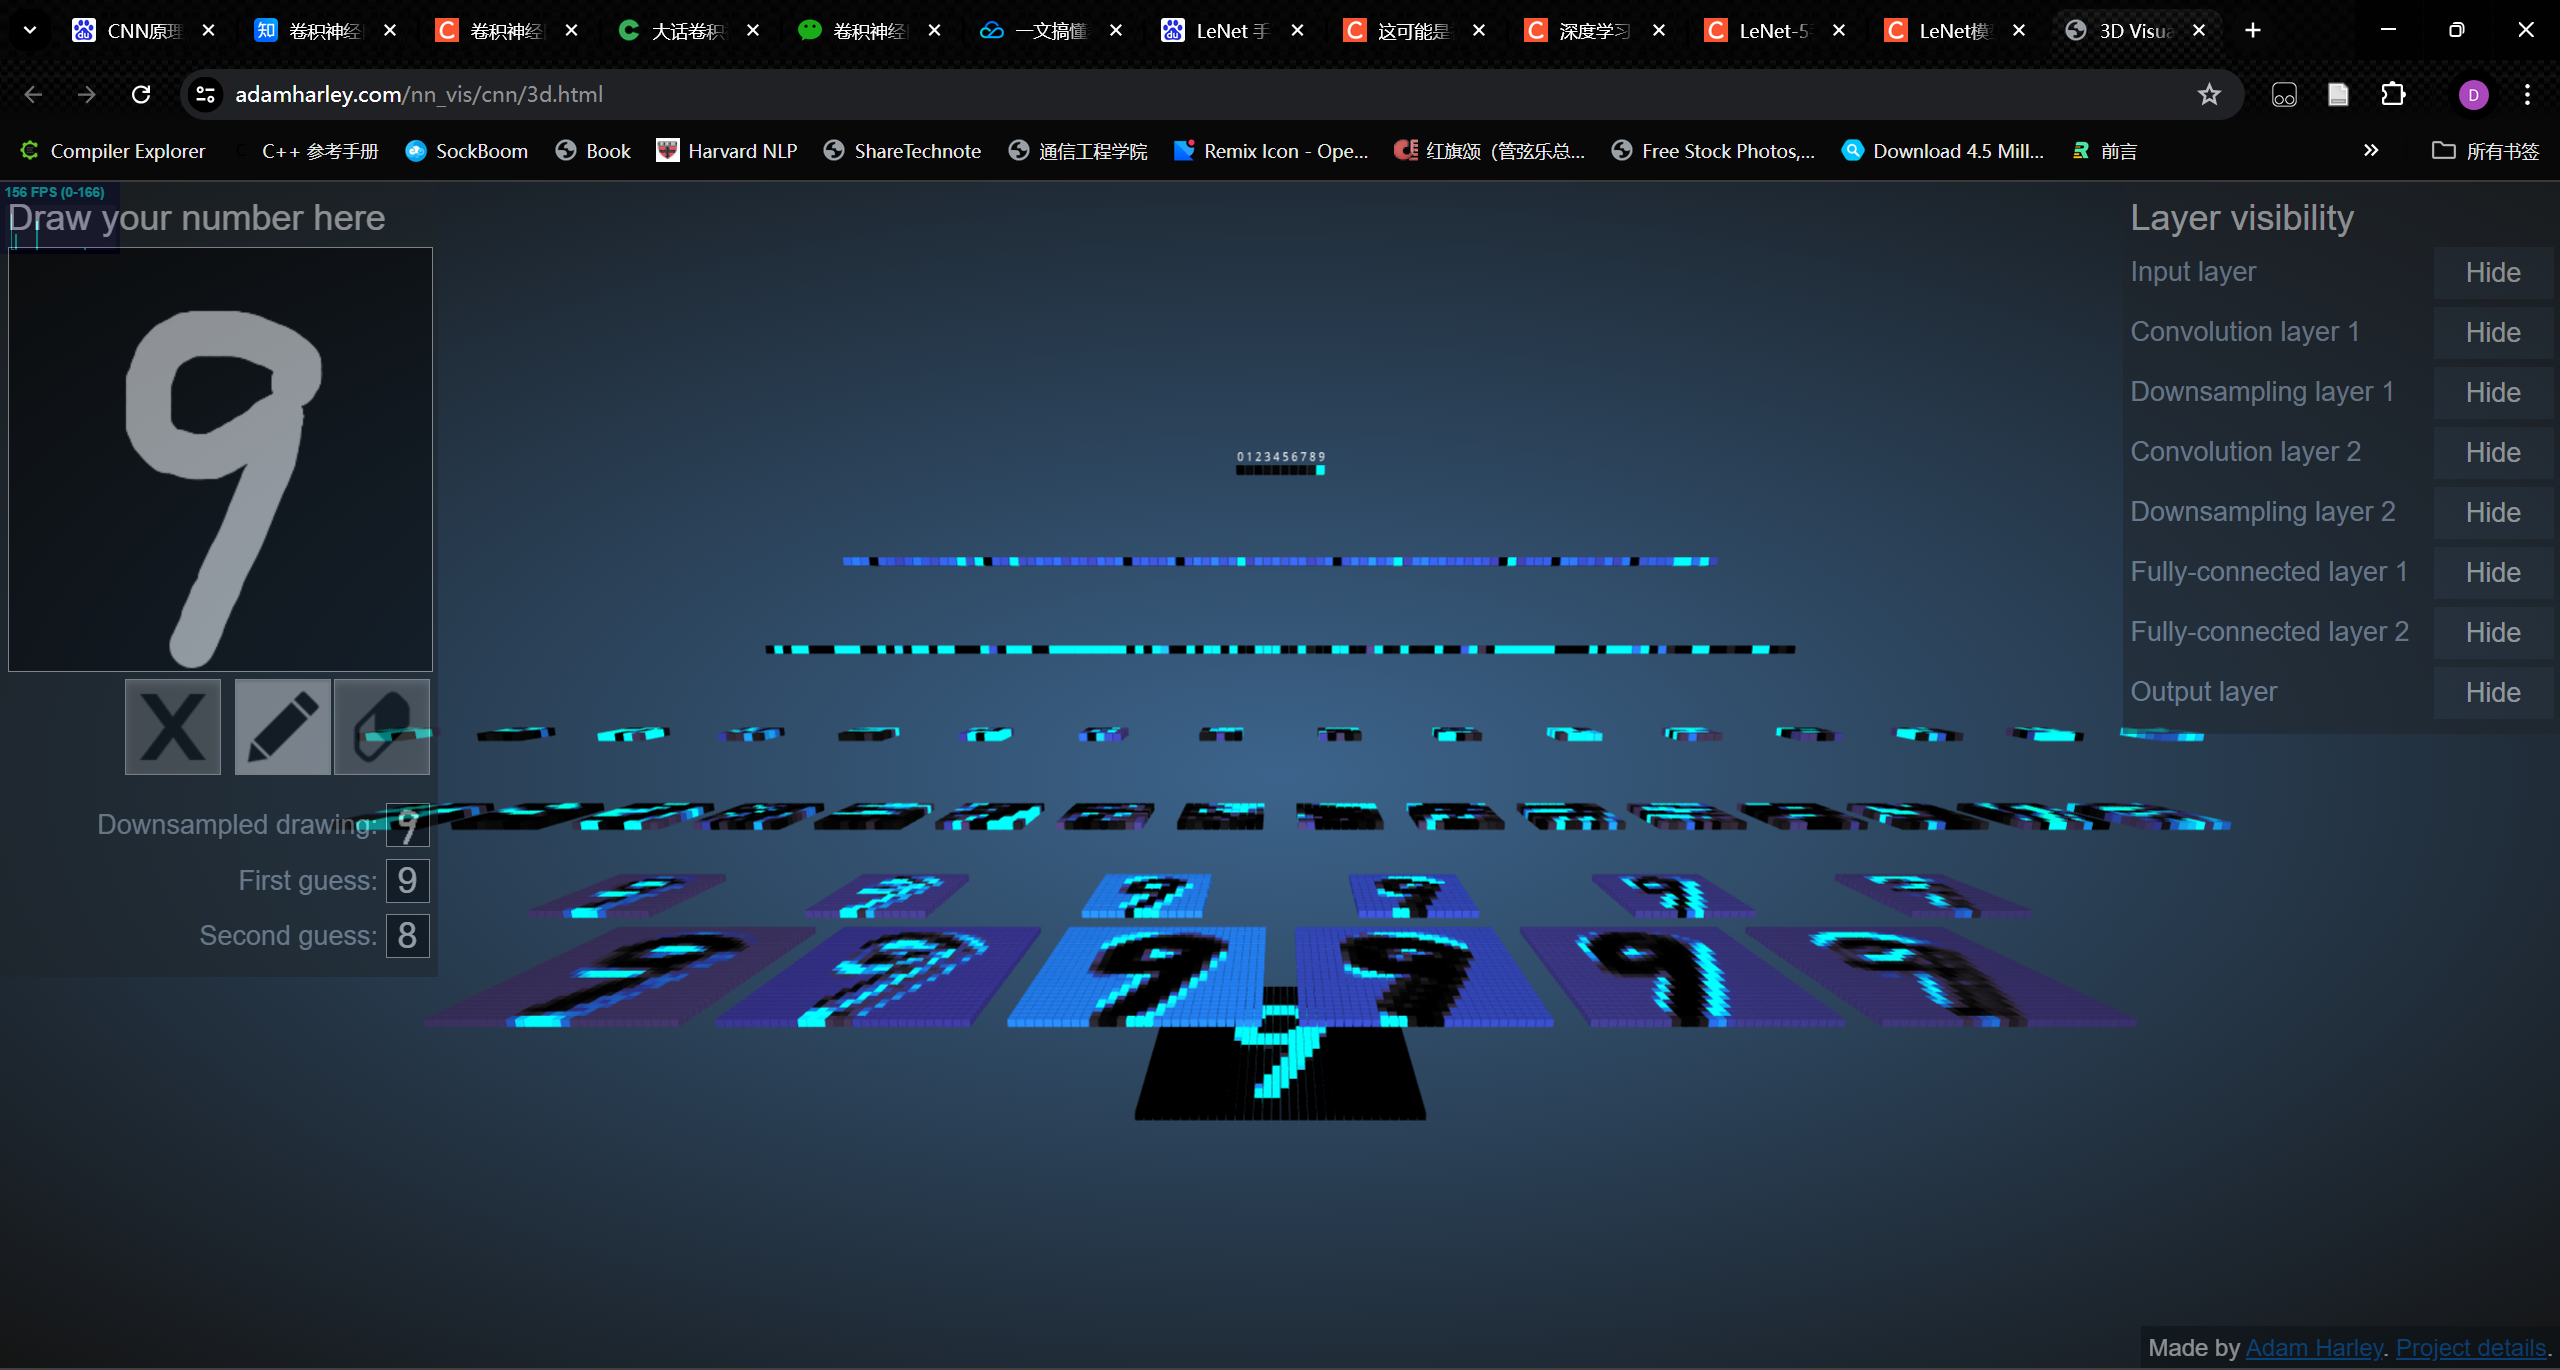 CNN原理
卷积神经
卷积神经
大话卷积
卷积神经
一文搞懂
LeNet 手
这可能是
深度学习
LeNet-5
LeNet模
3D Visua
adamharley.com/nn_vis/cnn/3d.html
Compiler Explorer
C++ 参考手册
SockBoom
Book
Harvard NLP
ShareTechnote
通信工程学院
Remix Icon - Ope...
红旗颂（管弦乐总...
Free Stock Photos,...
Download 4.5 Mill...
前言
所有书签
156 FPS (0-166)
Draw your number here
9
X
Downsampled drawing: 9
First guess: 9
Second guess: 8
0123456789
Layer visibility
Input layer Hide
Convolution layer 1 Hide
Downsampling layer 1 Hide
Convolution layer 2 Hide
Downsampling layer 2 Hide
Fully-connected layer 1 Hide
Fully-connected layer 2 Hide
Output layer Hide
Made by Adam Harley. Project details.